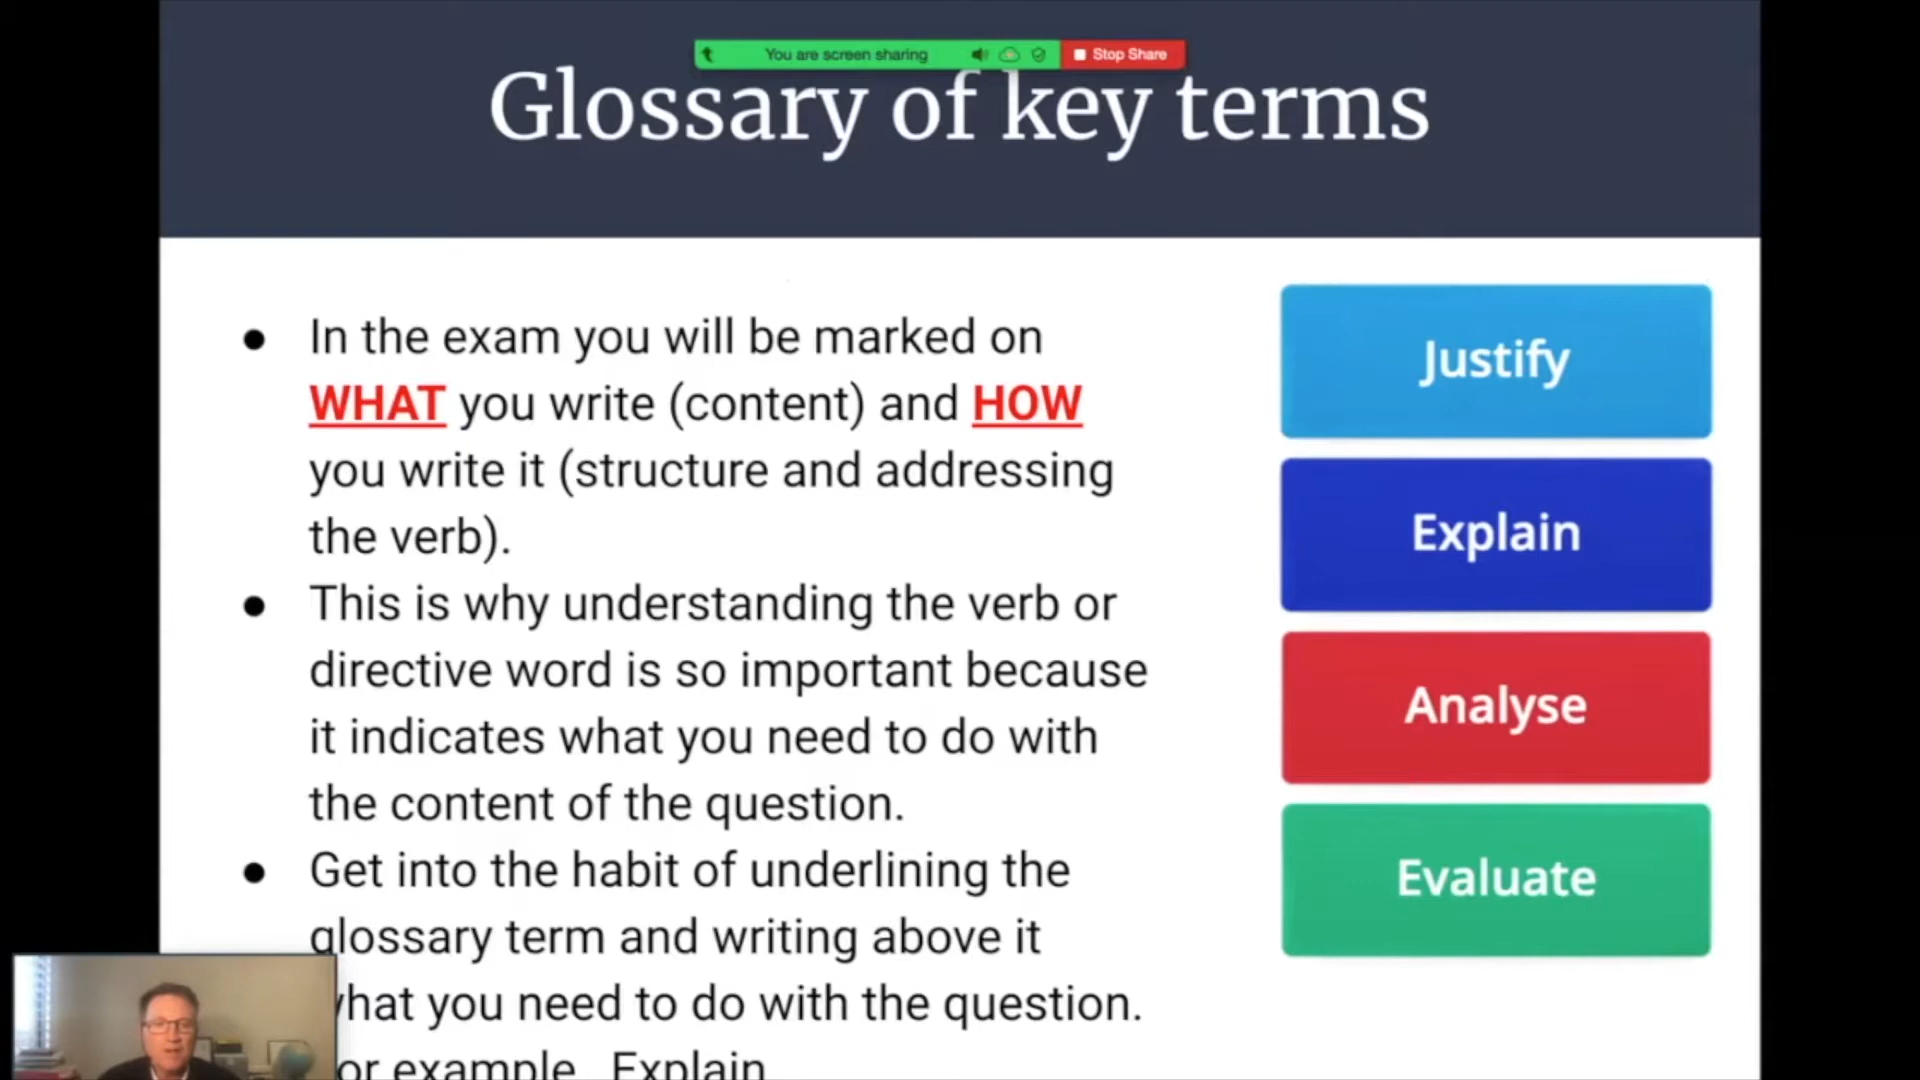 You are screen sharing
Stop Share
Glossary of key terms
● In the exam you will be marked on
WHAT you write (content) and HOW
you write it (structure and addressing
the verb).
● This is why understanding the verb or
directive word is so important because
it indicates what you need to do with
the content of the question.
● Get into the habit of underlining the
glossary term and writing above it
what you need to do with the question.
or example Explain
Justify
Explain
Analyse
Evaluate